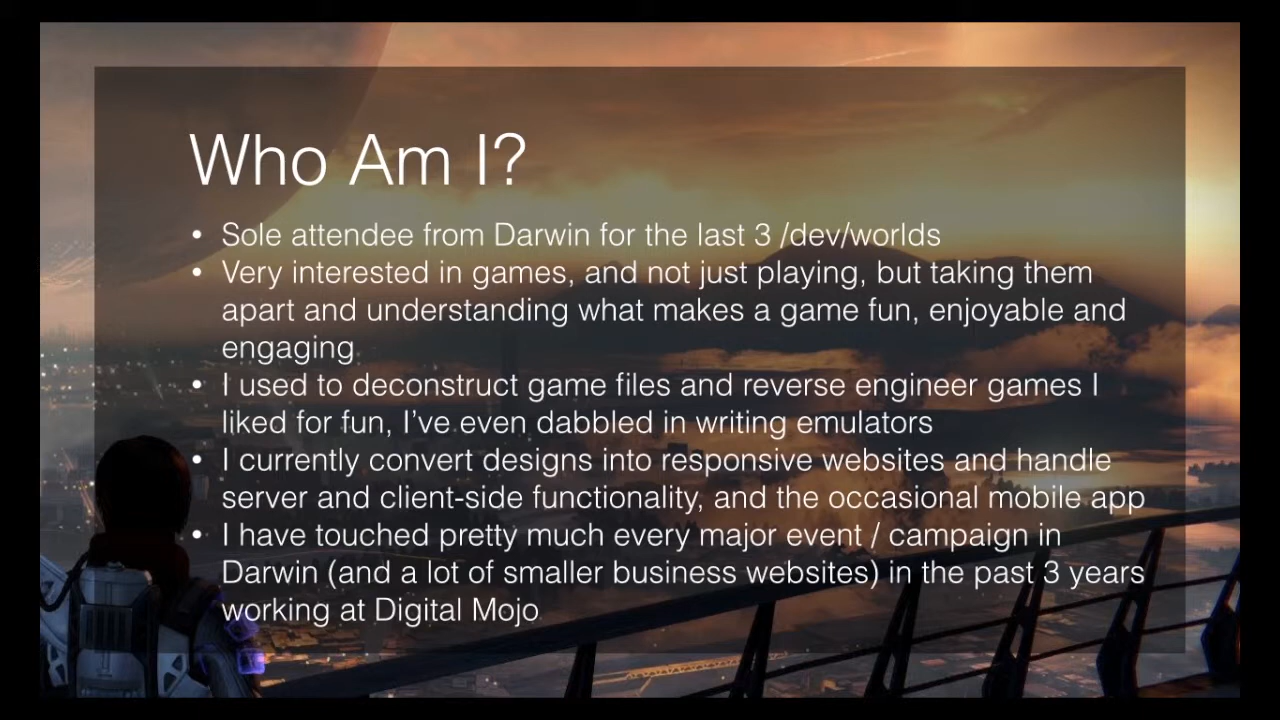 Who Am I?
• Sole attendee from Darwin for the last 3 /dev/worlds
• Very interested in games, and not just playing, but taking them
apart and understanding what makes a game fun, enjoyable and
engaging
• I used to deconstruct game files and reverse engineer games I
liked for fun, I’ve even dabbled in writing emulators
• I currently convert designs into responsive websites and handle
server and client-side functionality, and the occasional mobile app
• I have touched pretty much every major event / campaign in
Darwin (and a lot of smaller business websites) in the past 3 years
working at Digital Mojo